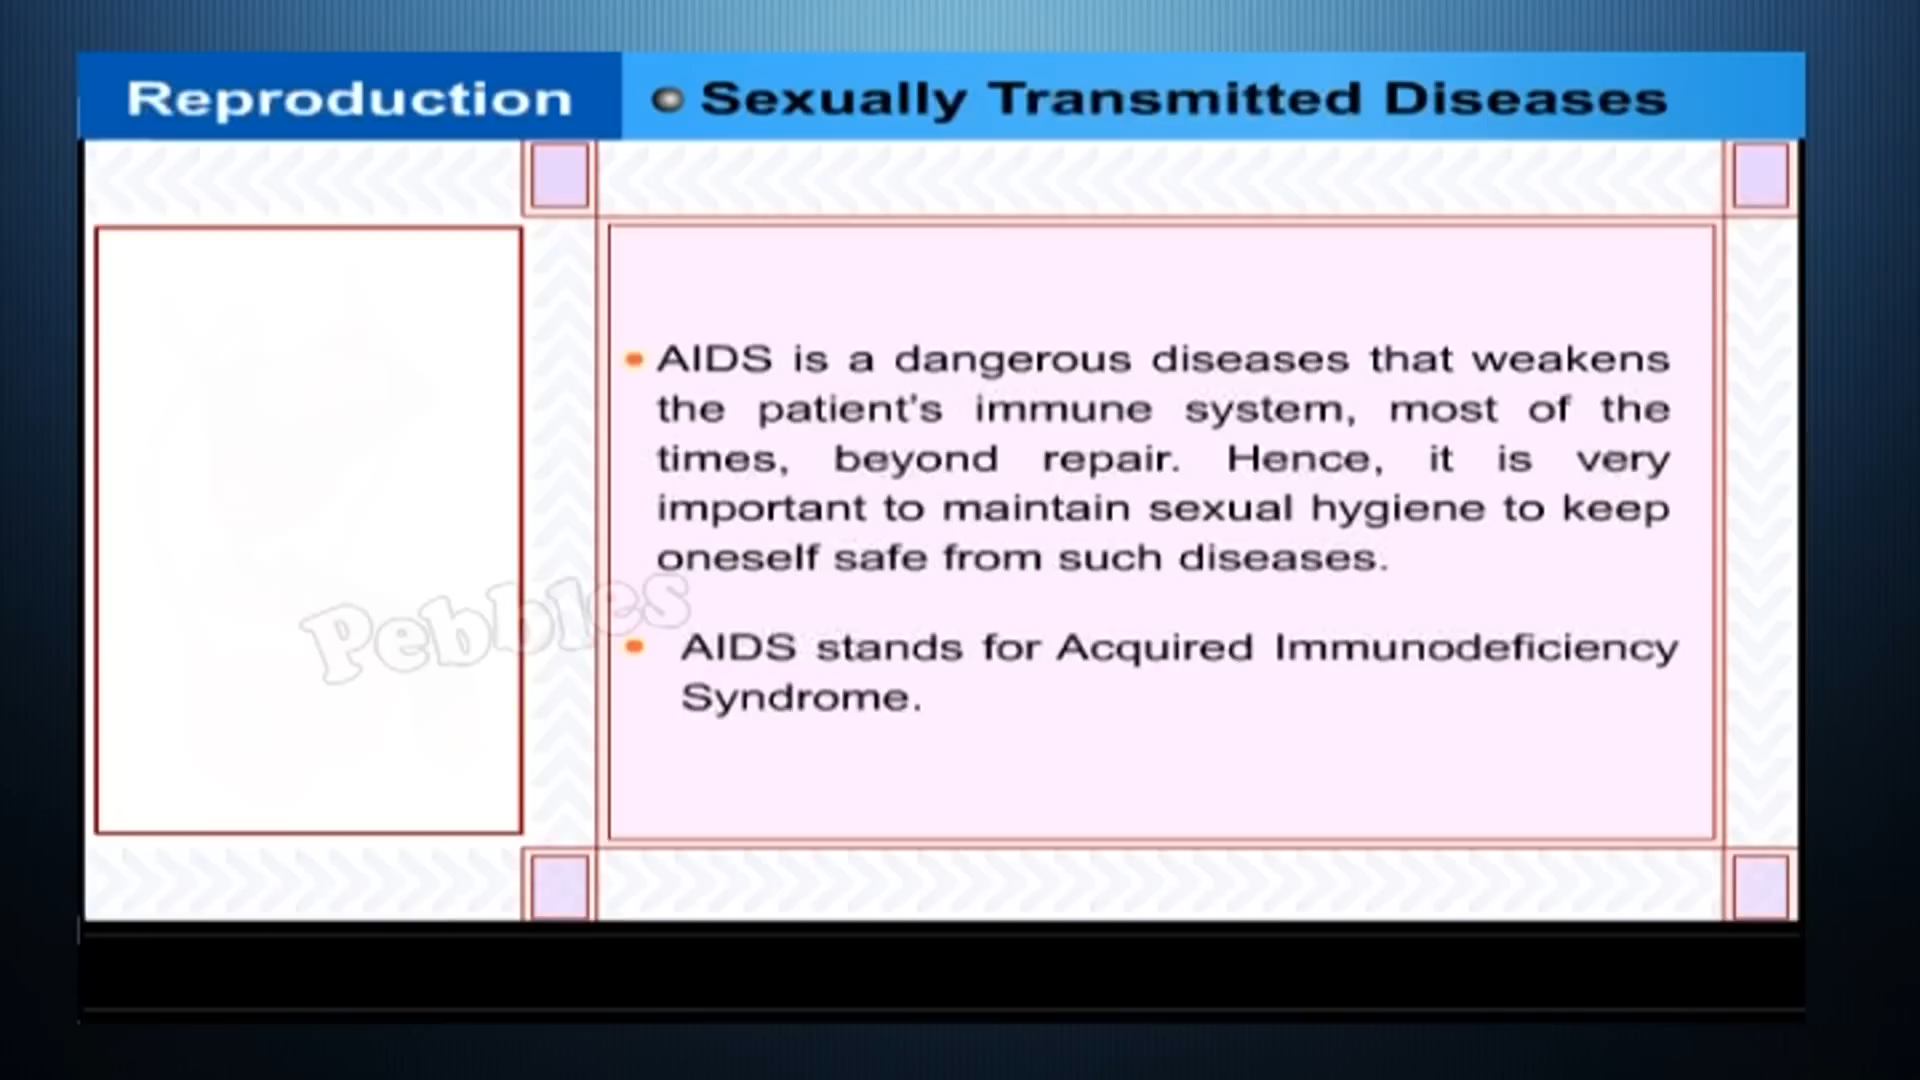 Reproduction
Sexually Transmitted Diseases
AIDS is a dangerous diseases that weakens
the patient's immune system, most of the
times, beyond repair. Hence, it is very
important to maintain sexual hygiene to keep
oneself safe from such diseases.
Pebbles
AIDS stands for Acquired Immunodeficiency
Syndrome.